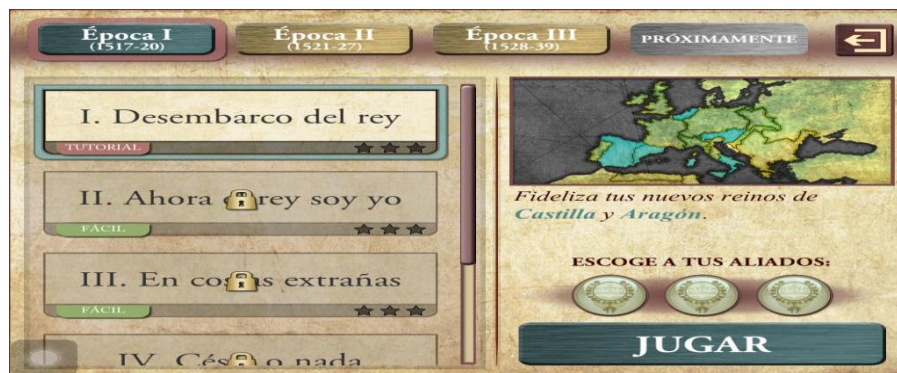 Época I
(1517-20)
Época II
(1521-27)
Época III
(1528-39)
PRÓXIMAMENTE
I. Desembarco del rey
TUTORIAL
II. Ahora rey soy yo
FÁCIL
III. En extrañas
FÁCIL
IV. o nada
Fideliza tus nuevos reinos de
Castilla y Aragón.
ESCOGE A TUS ALIADOS:
JUGAR